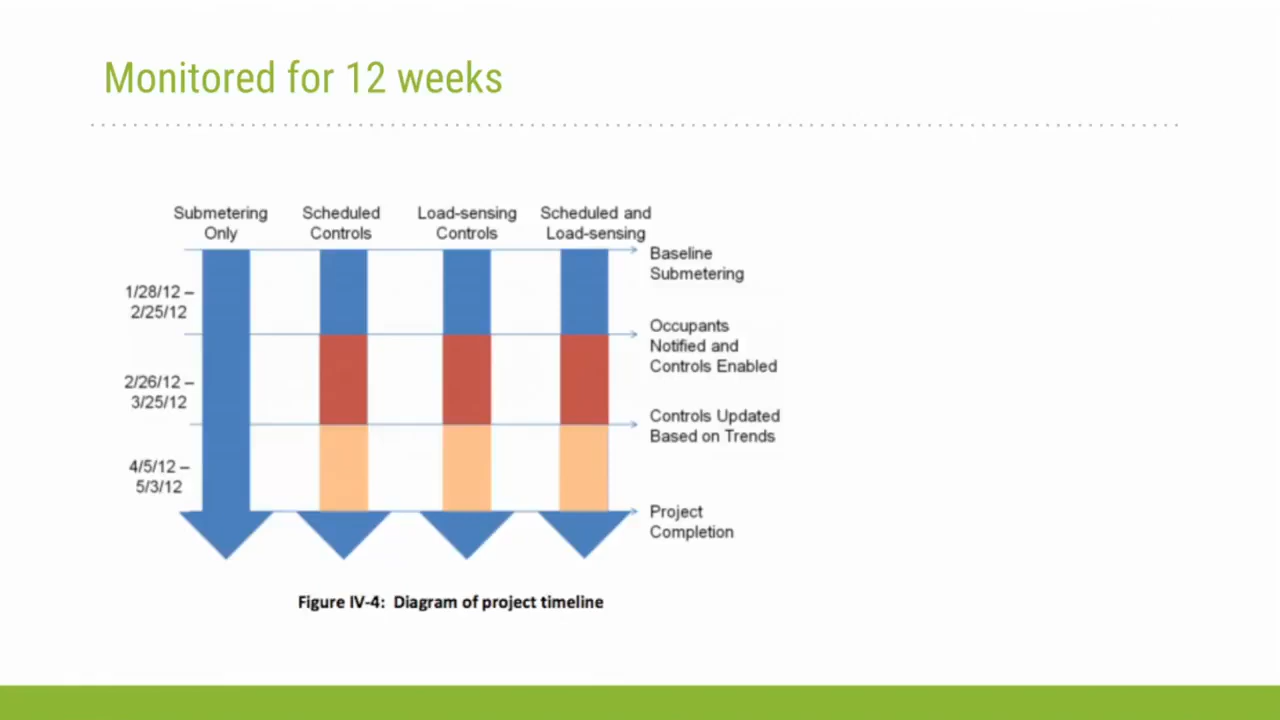 Monitored for 12 weeks
Submetering
Only
Scheduled
Controls
Load-sensing
Controls
Scheduled and
Load-sensing
Baseline
Submetering
1/28/12 –
2/25/12
Occupants
Notified and
Controls Enabled
2/26/12 –
3/25/12
Controls Updated
Based on Trends
4/5/12 –
5/3/12
Project
Completion
Figure IV-4: Diagram of project timeline